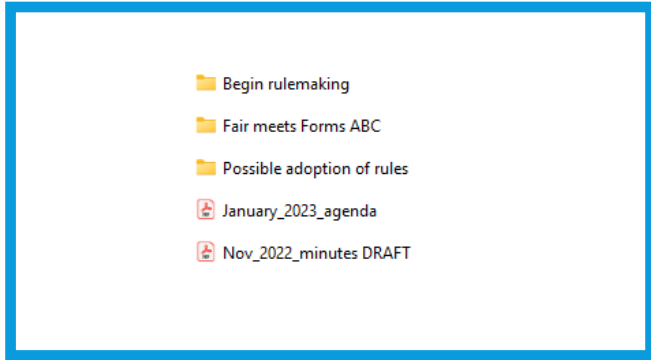 Begin rulemaking
Fair meets Forms ABC
Possible adoption of rules
January_2023_agenda
Nov_2022_minutes DRAFT